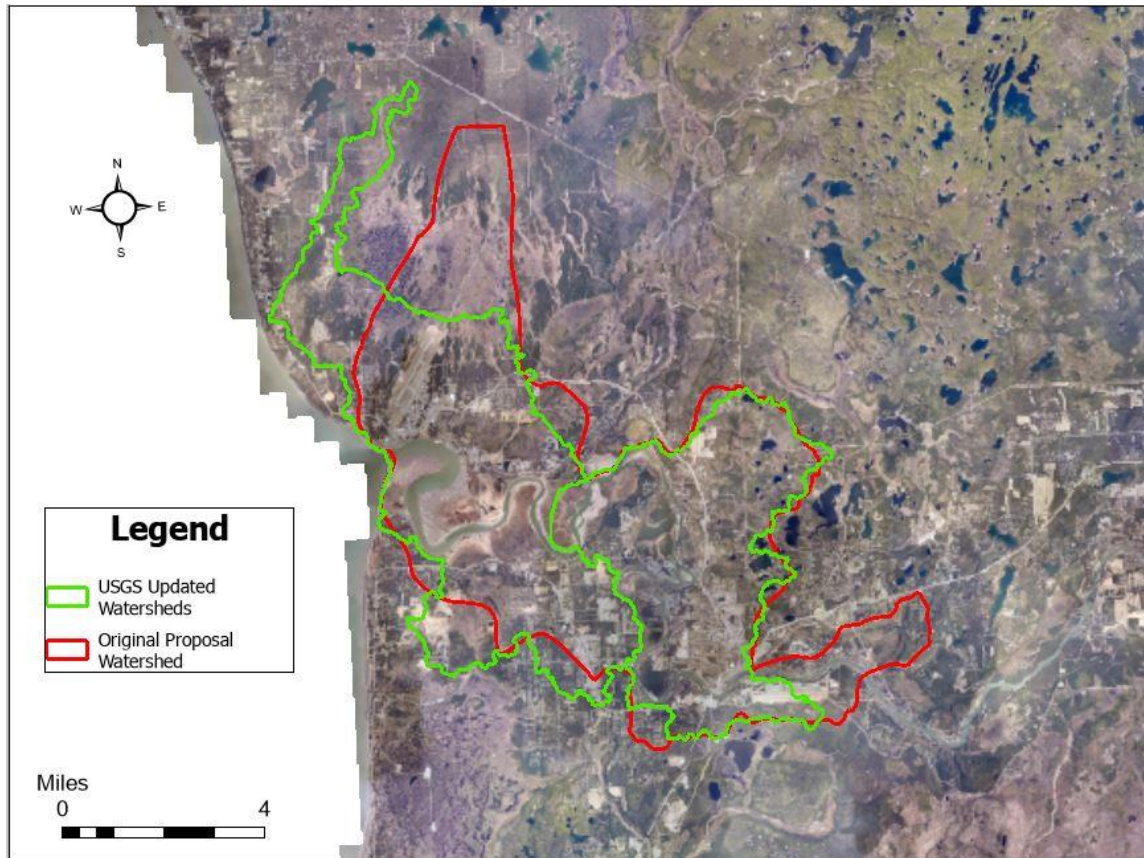 N
W E
S
Legend
USGS Updated
Watersheds
Original Proposal
Watershed
Miles
0 4